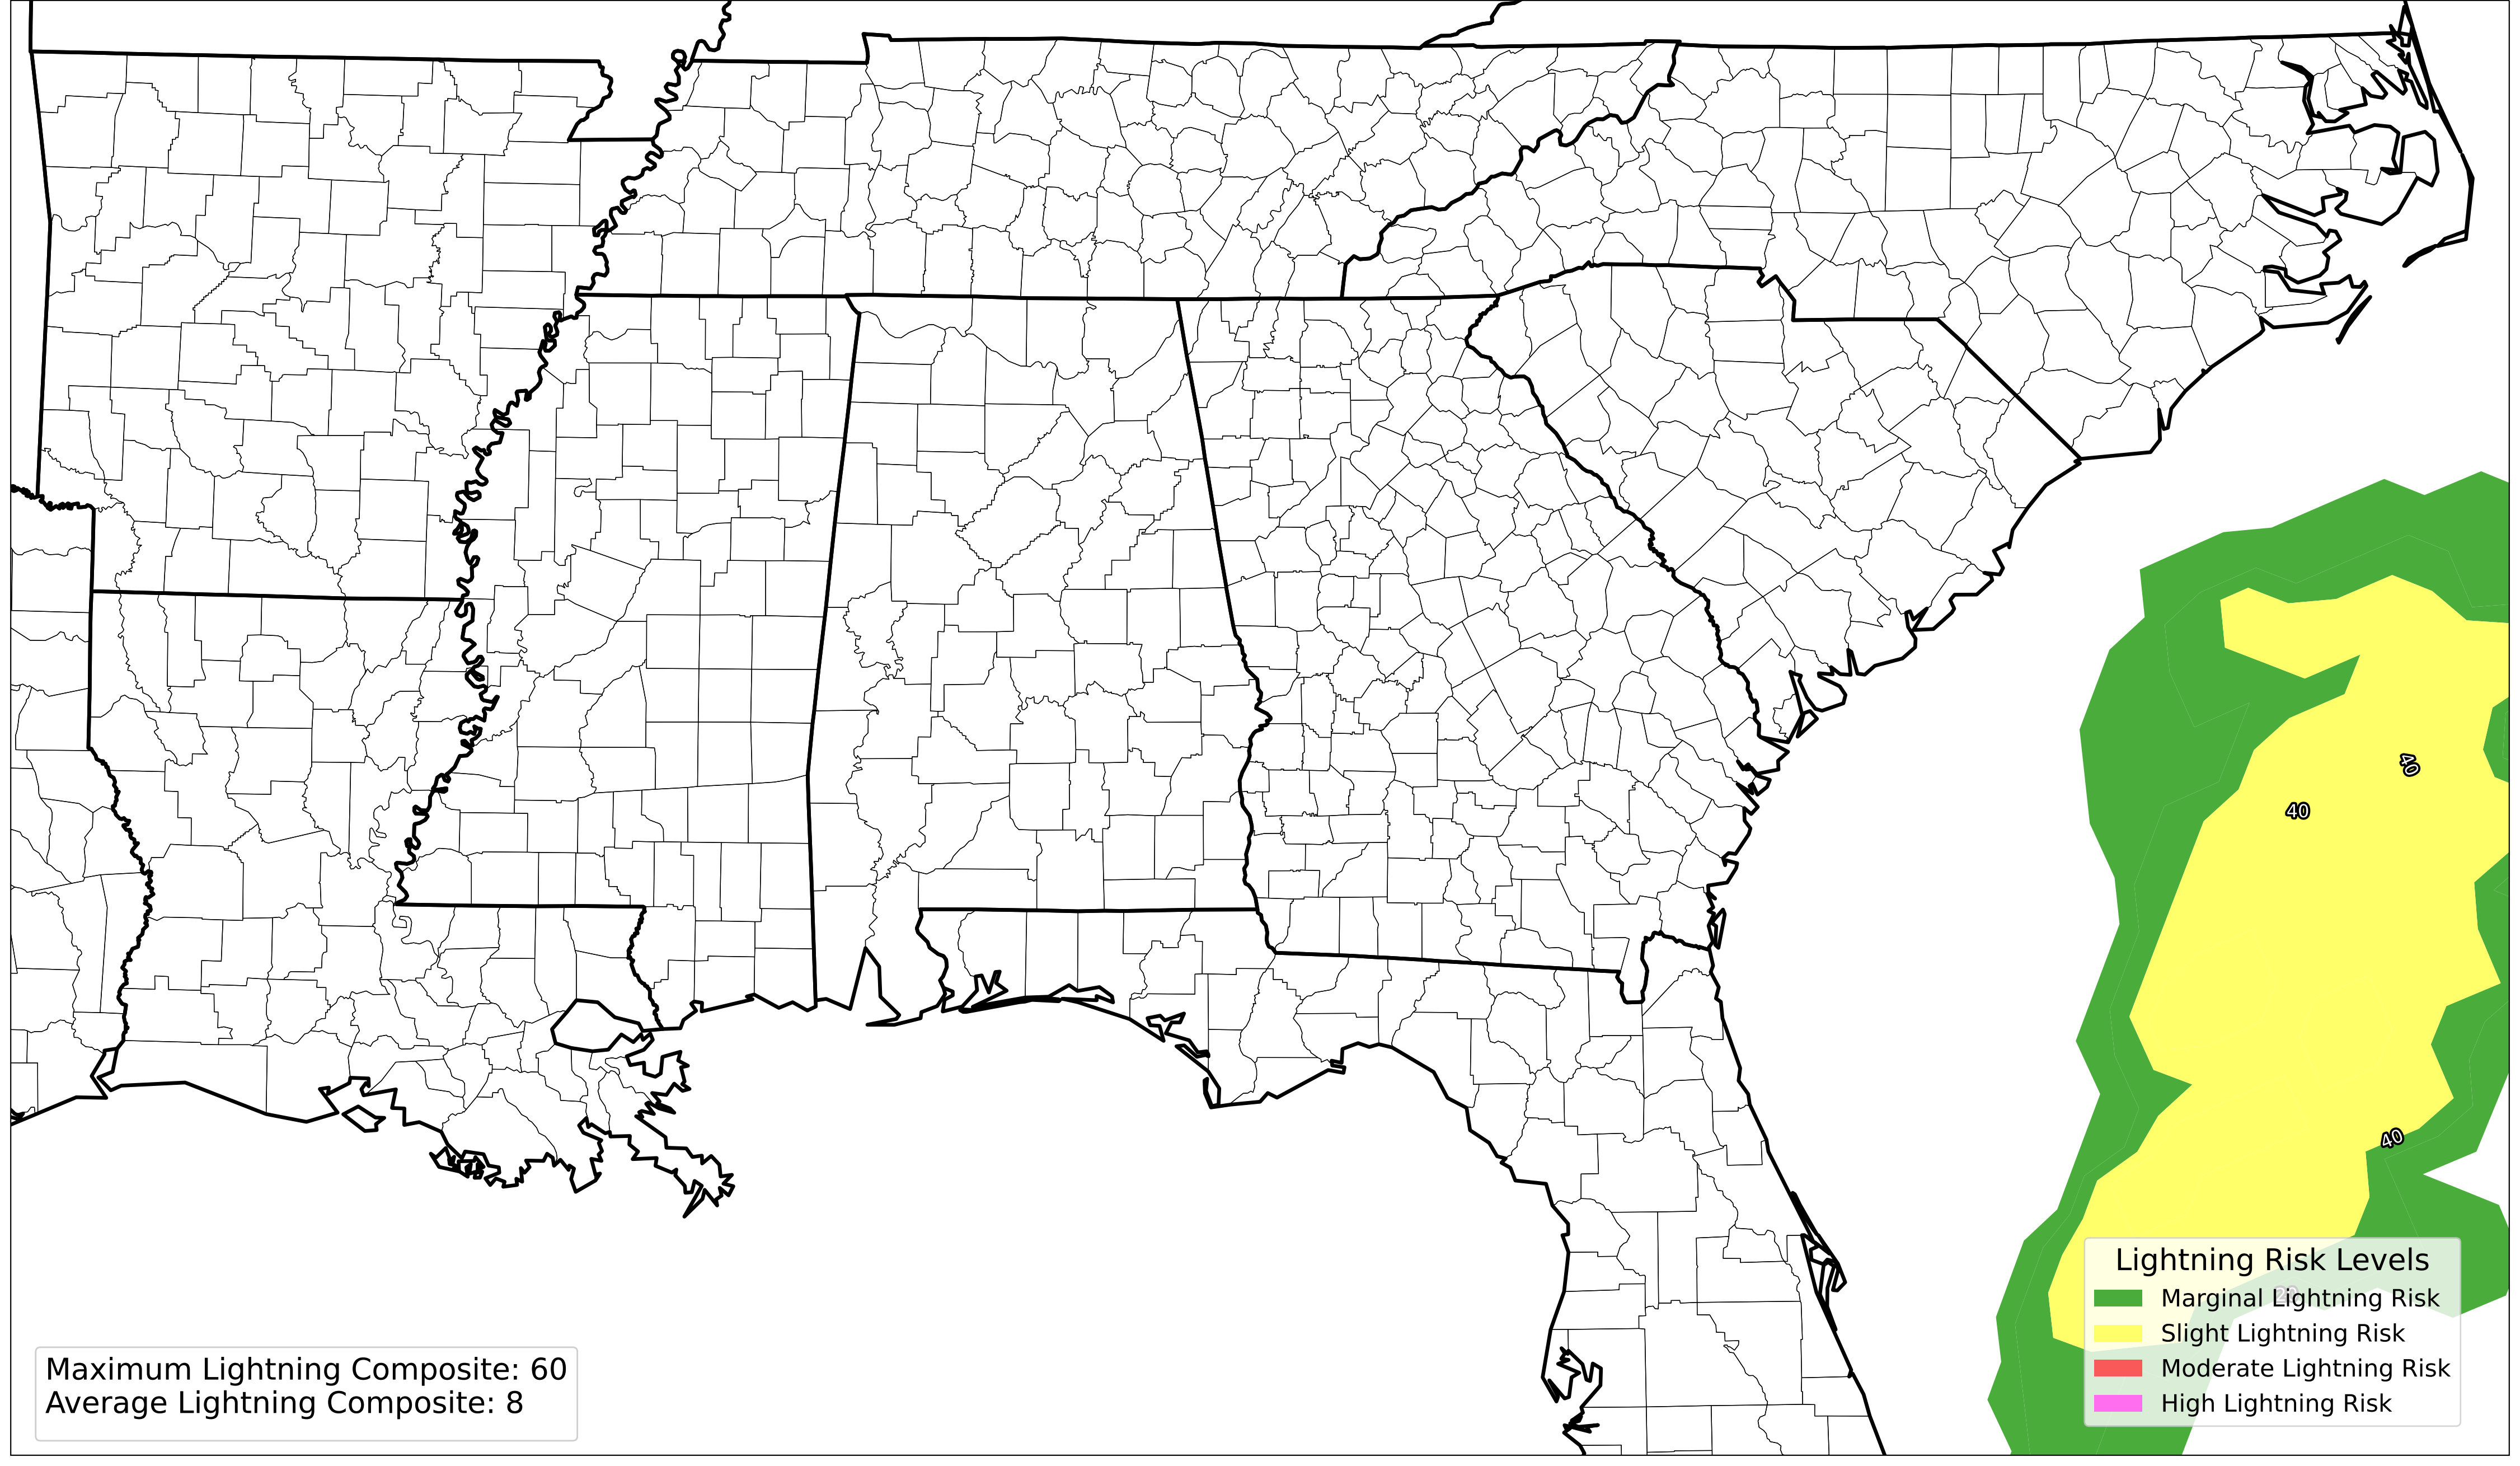 40
40
40
Lightning Risk Levels
Marginal Lightning Risk
Slight Lightning Risk
Moderate Lightning Risk
High Lightning Risk
Maximum Lightning Composite: 60
Average Lightning Composite: 8